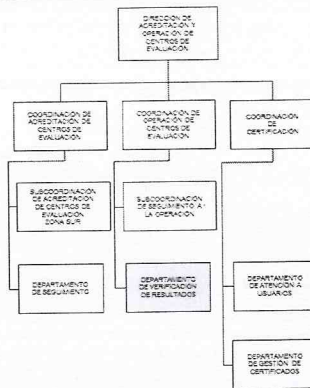 DIRECCIÓN DE
ACREDITACIÓN Y
OPERACIÓN DE
CENTROS DE
EVALUACIÓN
COORDINACIÓN DE
ACREDITACIÓN DE
CENTROS DE
EVALUACIÓN
COORDINACIÓN DE
OPERACIÓN DE
CENTROS DE
EVALUACIÓN
COORDINACIÓN
DE
CERTIFICACIÓN
SUBCOORDINACIÓN
DE ACREDITACIÓN
DE CENTROS DE
EVALUACIÓN
ZONA SUR
SUBCOORDINACIÓN
DE SEGUIMIENTO A
LA OPERACIÓN
DEPARTAMENTO
DE SEGUIMIENTO
DEPARTAMENTO
DE VERIFICACIÓN
DE RESULTADOS
DEPARTAMENTO
DE ATENCIÓN A
USUARIOS
DEPARTAMENTO
DE GESTIÓN DE
CERTIFICADOS